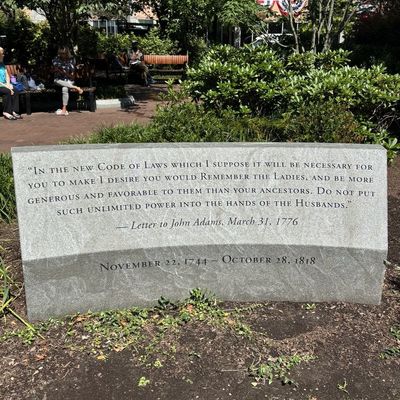 “In the new Code of Laws which I suppose it will be necessary for
you to make I desire you would Remember the Ladies, and be more
generous and favorable to them than your ancestors. Do not put
such unlimited power into the hands of the Husbands.”
— Letter to John Adams, March 31, 1776
November 22, 1744 – October 28, 1818